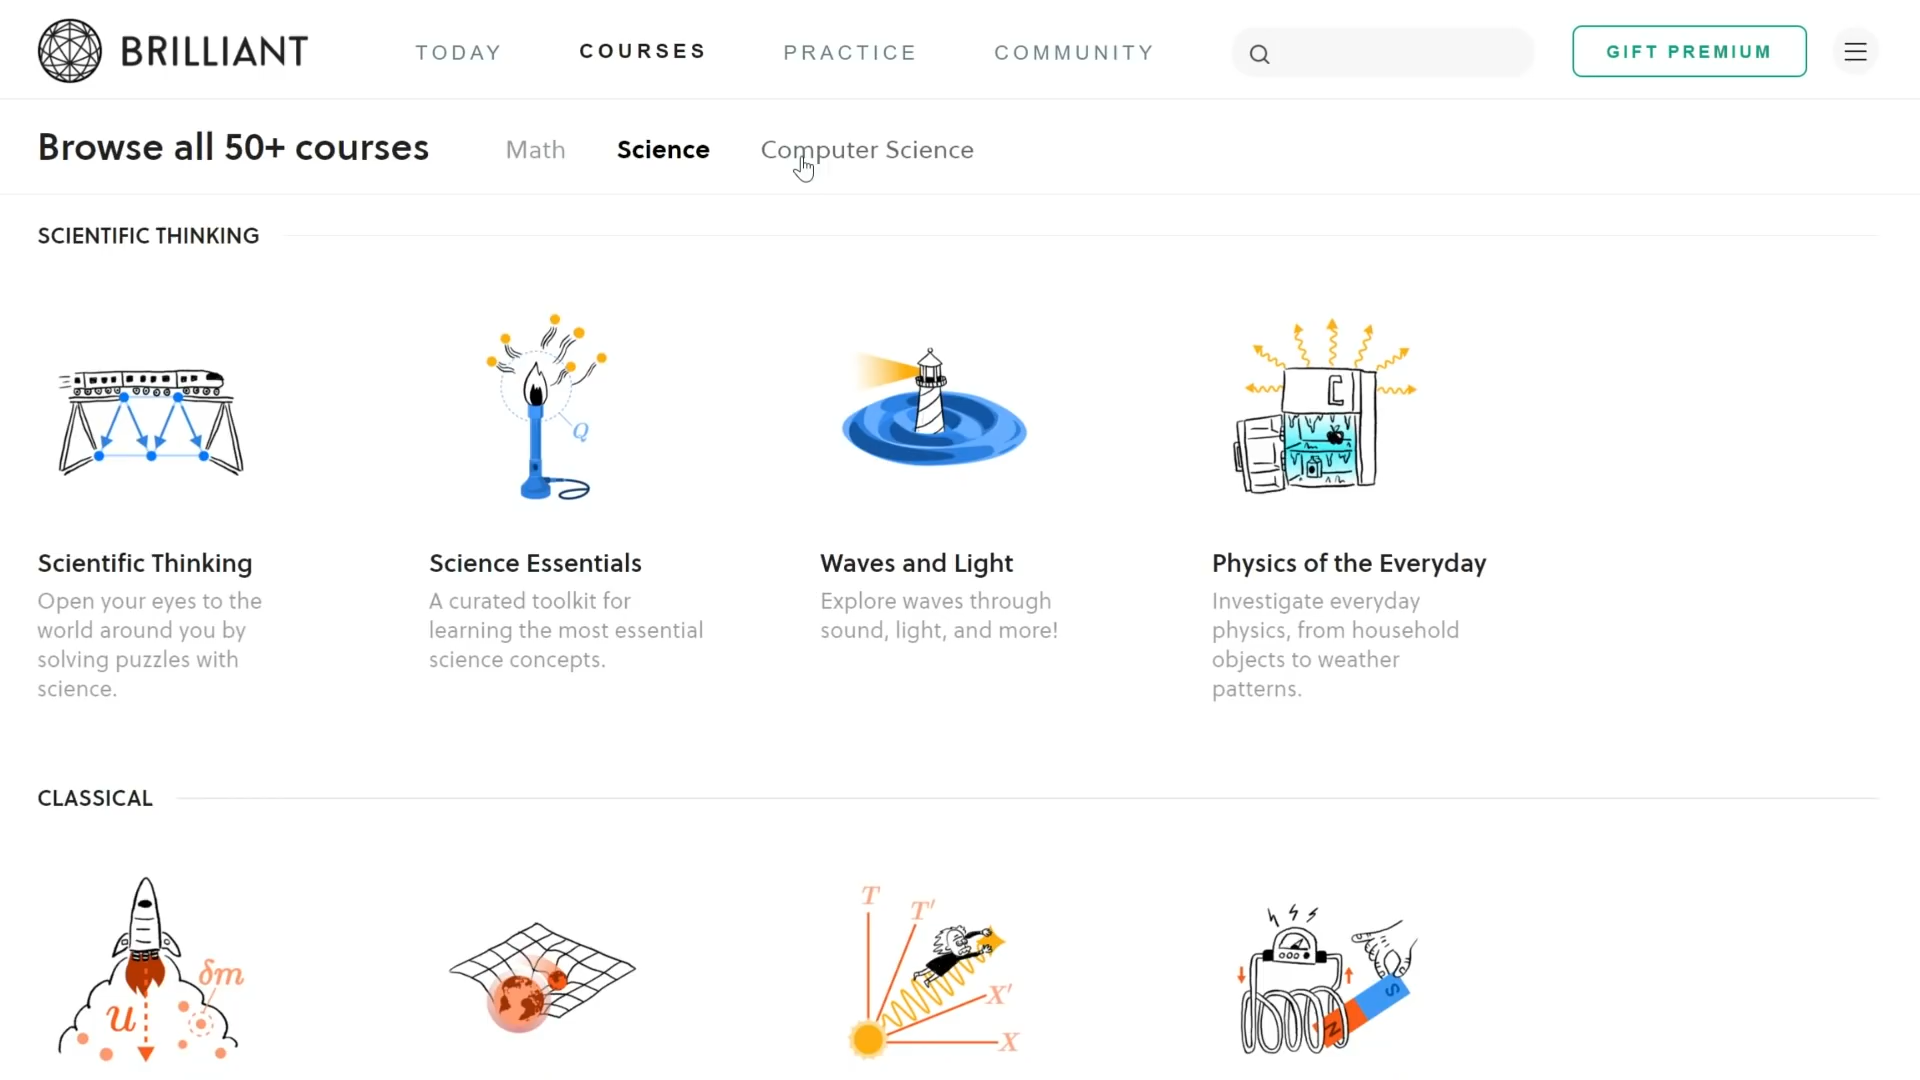 BRILLIANT
TODAY
COURSES
PRACTICE
COMMUNITY
GIFT PREMIUM
Browse all 50+ courses
Math
Science
Computer Science
SCIENTIFIC THINKING
Q
Scientific Thinking
Open your eyes to the
world around you by
solving puzzles with
science.
Science Essentials
A curated toolkit for
learning the most essential
science concepts.
Waves and Light
Explore waves through
sound, light, and more!
Physics of the Everyday
Investigate everyday
physics, from household
objects to weather
patterns.
CLASSICAL
δm
u
T
T′
X′
X
S
N